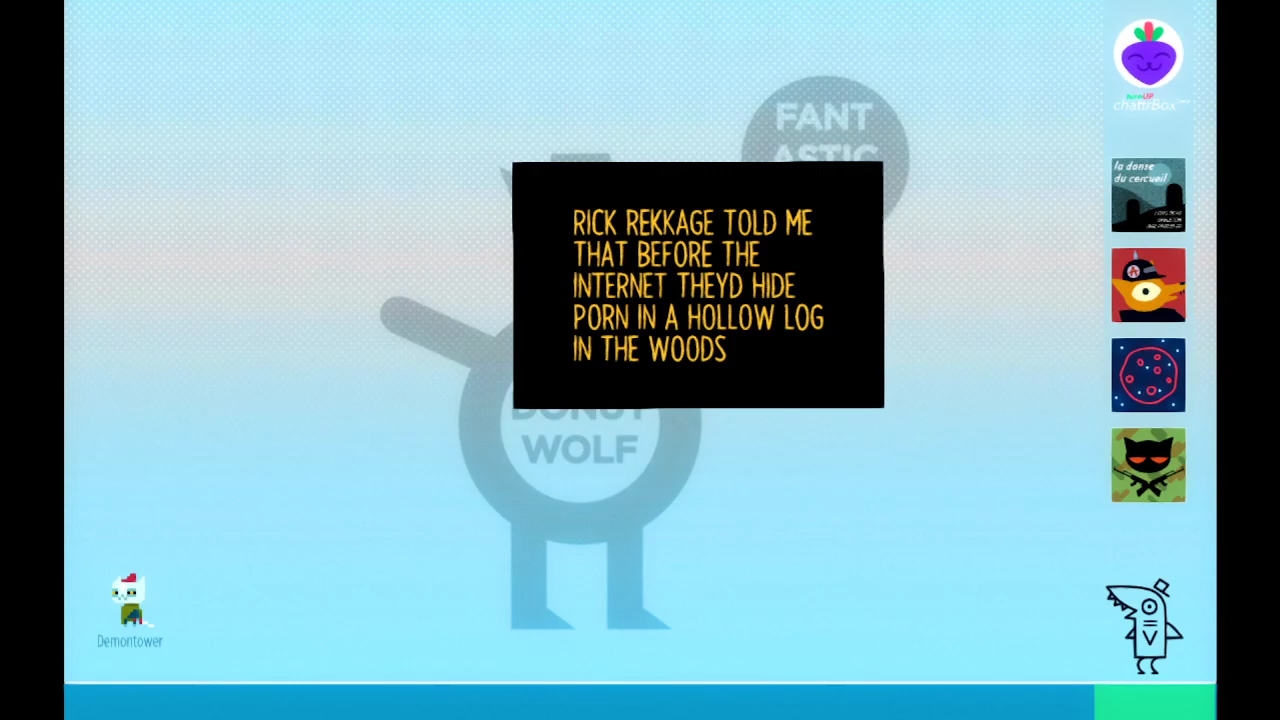 chattrBox
FANT
ASTIC
la danse
du cercueil
RICK REKKAGE TOLD ME
THAT BEFORE THE
INTERNET THEYD HIDE
PORN IN A HOLLOW LOG
IN THE WOODS
DONUT
WOLF
Demontower